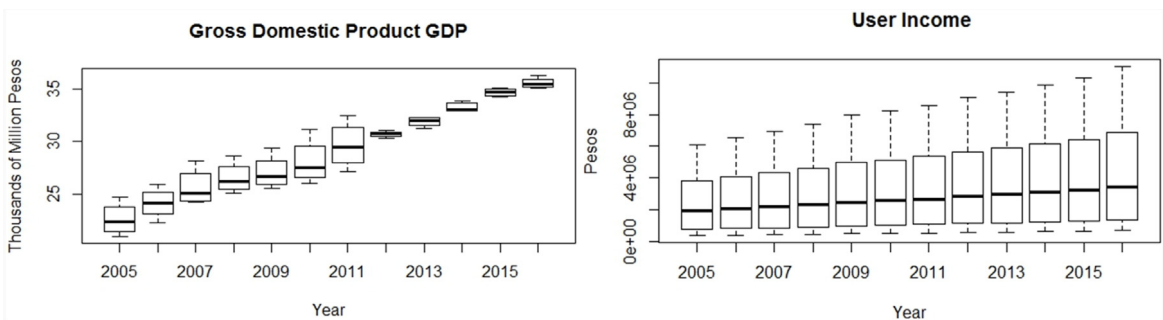 Gross Domestic Product GDP
Thousands of Million Pesos
35
30
25
2005 2007 2009 2011 2013 2015
Year
User Income
Pesos
8e+06
4e+06
0e+00
2005 2007 2009 2011 2013 2015
Year